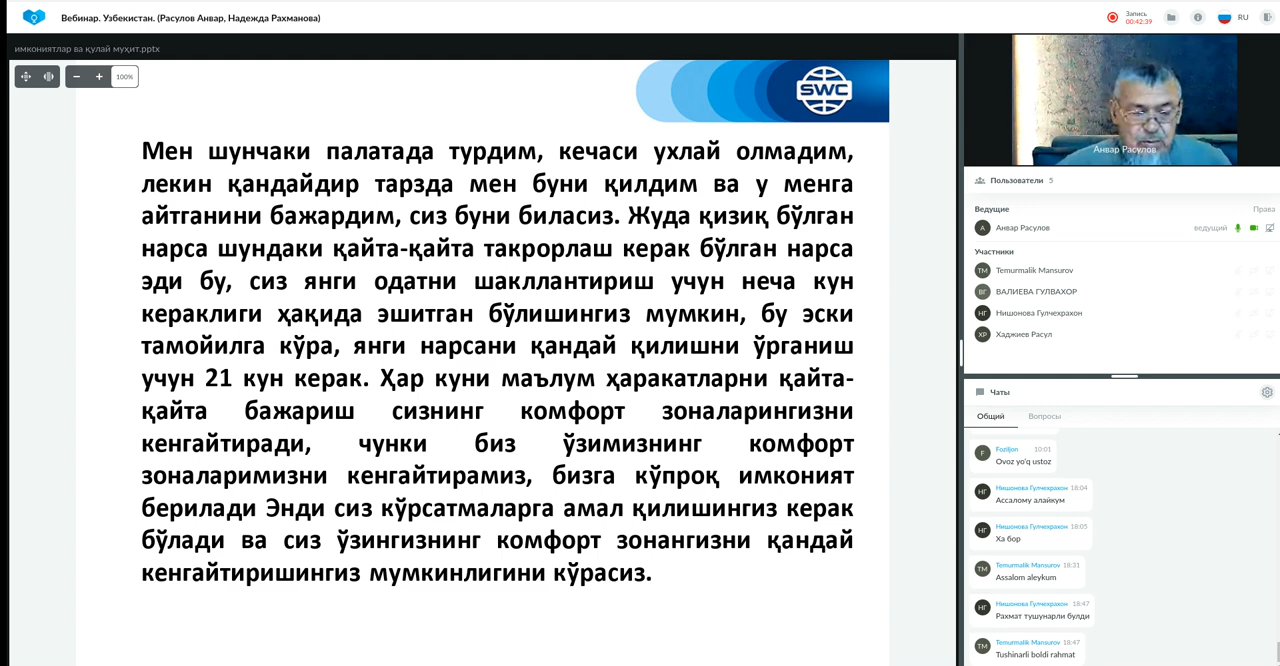 Вебинар. Узбекистан. (Расулов Анвар, Надежда Рахманова)
Запись
00:42:39
RU
имкониятлар ва қулай муҳит.pptx
100%
SWC
Мен шунчаки палатада турдим, кечаси ухлай олмадим,
лекин қандайдир тарзда мен буни қилдим ва у менга
айтганини бажардим, сиз буни биласиз. Жуда қизиқ бўлган
нарса шундаки қайта-қайта такрорлаш керак бўлган нарса
эди бу, сиз янги одатни шакллантириш учун неча кун
кераклиги ҳақида эшитган бўлишингиз мумкин, бу эски
тамойилга кўра, янги нарсани қандай қилишни ўрганиш
учун 21 кун керак. Ҳар куни маълум ҳаракатларни қайта-
қайта бажариш сизнинг комфорт зоналарингизни
кенгайтиради, чунки биз ўзимизнинг комфорт
зоналаримизни кенгайтирамиз, бизга кўпроқ имконият
берилади Энди сиз кўрсатмаларга амал қилишингиз керак
бўлади ва сиз ўзингизнинг комфорт зонангизни қандай
кенгайтиришингиз мумкинлигини кўрасиз.
Анвар Расулов
Пользователи 5
Ведущие Права
А Анвар Расулов ведущий
Участники
TM Temurmalik Mansurov
ВГ ВАЛИЕВА ГУЛВАХОР
НГ Нишонова Гулчехрахон
ХР Хаджиев Расул
Чаты
Общий Вопросы
F Foziljon 10:01
Ovoz yo'q ustoz
НГ Нишонова Гулчехрахон 18:04
Ассалому алайкум
НГ Нишонова Гулчехрахон 18:05
Ха бор
TM Temurmalik Mansurov 18:31
Assalom aleykum
НГ Нишонова Гулчехрахон 18:47
Рахмат тушунарли булди
TM Temurmalik Mansurov 18:47
Tushinarli boldi rahmat